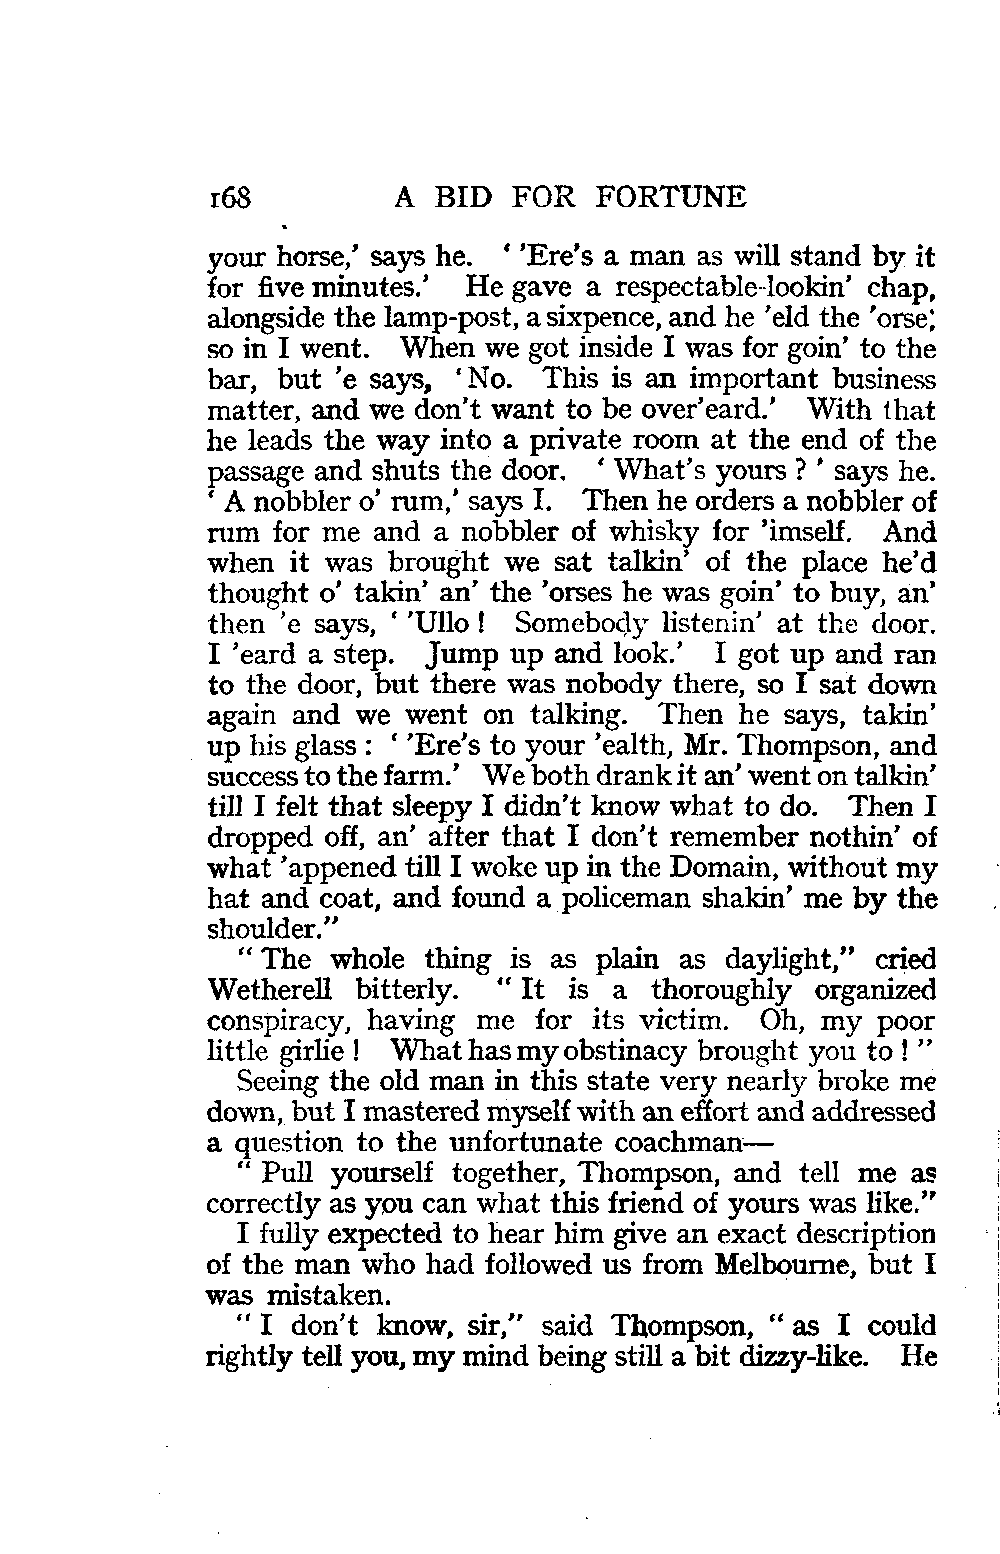 168 A BID FOR FORTUNE
your horse,' says he. ' 'Ere's a man as will stand by it
for five minutes.' He gave a respectable-lookin' chap,
alongside the lamp-post, a sixpence, and he 'eld the 'orse;
so in I went. When we got inside I was for goin' to the
bar, but 'e says, 'No. This is an important business
matter, and we don't want to be over'eard.' With that
he leads the way into a private room at the end of the
passage and shuts the door. ' What's yours ? ' says he.
' A nobbler o' rum,' says I. Then he orders a nobbler of
rum for me and a nobbler of whisky for 'imself. And
when it was brought we sat talkin' of the place he'd
thought o' takin' an' the 'orses he was goin' to buy, an'
then 'e says, ' 'Ullo ! Somebody listenin' at the door.
I 'eard a step. Jump up and look.' I got up and ran
to the door, but there was nobody there, so I sat down
again and we went on talking. Then he says, takin'
up his glass : ' 'Ere's to your 'ealth, Mr. Thompson, and
success to the farm.' We both drank it an' went on talkin'
till I felt that sleepy I didn't know what to do. Then I
dropped off, an' after that I don't remember nothin' of
what 'appened till I woke up in the Domain, without my
hat and coat, and found a policeman shakin' me by the
shoulder."
" The whole thing is as plain as daylight," cried
Wetherell bitterly. " It is a thoroughly organized
conspiracy, having me for its victim. Oh, my poor
little girlie ! What has my obstinacy brought you to ! "
Seeing the old man in this state very nearly broke me
down, but I mastered myself with an effort and addressed
a question to the unfortunate coachman—
" Pull yourself together, Thompson, and tell me as
correctly as you can what this friend of yours was like."
I fully expected to hear him give an exact description
of the man who had followed us from Melbourne, but I
was mistaken.
" I don't know, sir," said Thompson, " as I could
rightly tell you, my mind being still a bit dizzy-like. He